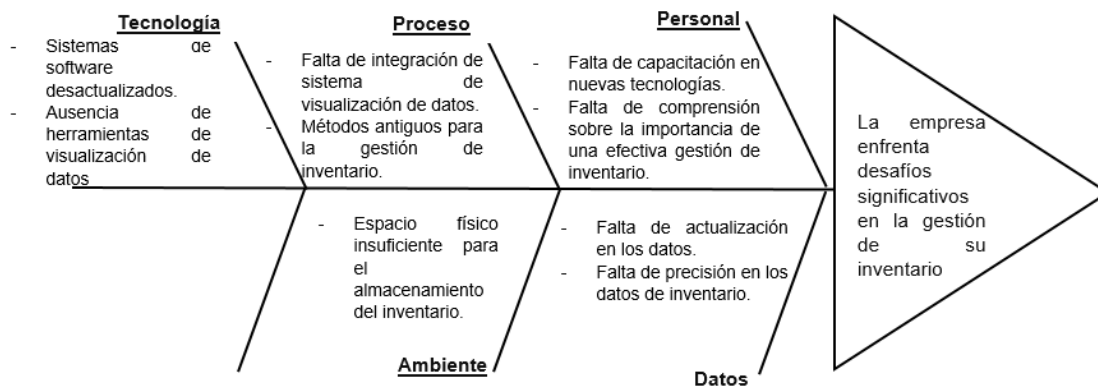 Tecnología
- Sistemas de
software
desactualizados.
- Ausencia de
herramientas de
visualización de
datos
Proceso
- Falta de integración de
sistema de
visualización de datos.
- Métodos antiguos para
la gestión de
inventario.
Personal
- Falta de capacitación en
nuevas tecnologías.
- Falta de comprensión
sobre la importancia de
una efectiva gestión de
inventario.
La empresa
enfrenta
desafíos
significativos
en la gestión
de su
inventario
- Espacio físico
insuficiente para
el
almacenamiento
del inventario.
Ambiente
- Falta de actualización
en los datos.
- Falta de precisión en los
datos de inventario.
Datos